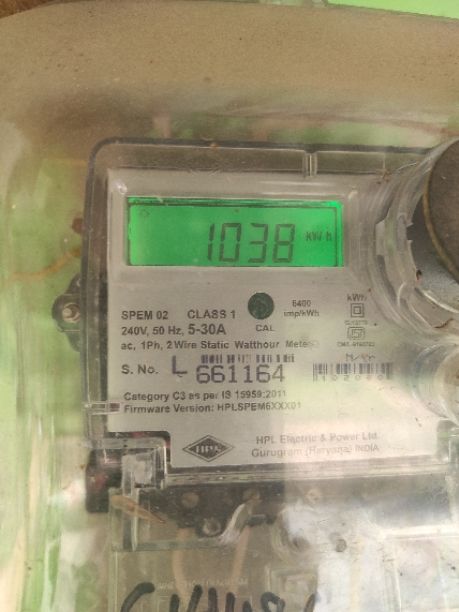 1038 kWh
SPEM 02 CLASS 1 6400 imp/kWh kWh
240V, 50 Hz, 5-30A CAL
ac, 1Ph, 2 Wire Static Watthour Meter
S. No. L 661164
Category C3 as per IS 15959:2011
Firmware Version: HPLSPEM6XXX01
HPL
HPL Electric & Power Ltd.
Gurugram (Haryana) INDIA